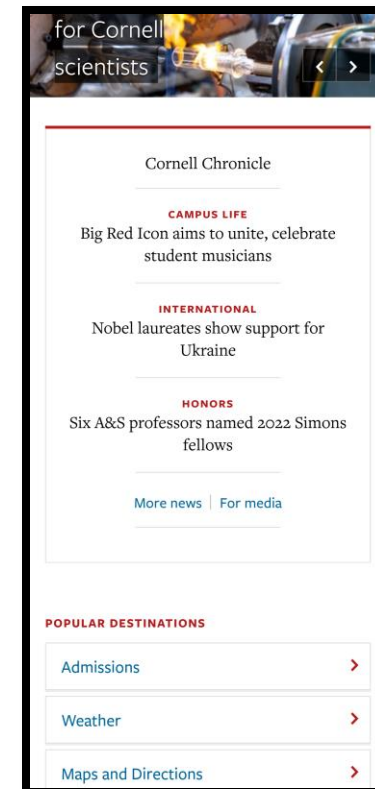 for Cornell
scientists
Cornell Chronicle
CAMPUS LIFE
Big Red Icon aims to unite, celebrate
student musicians
INTERNATIONAL
Nobel laureates show support for
Ukraine
HONORS
Six A&S professors named 2022 Simons
fellows
More news | For media
POPULAR DESTINATIONS
Admissions
Weather
Maps and Directions